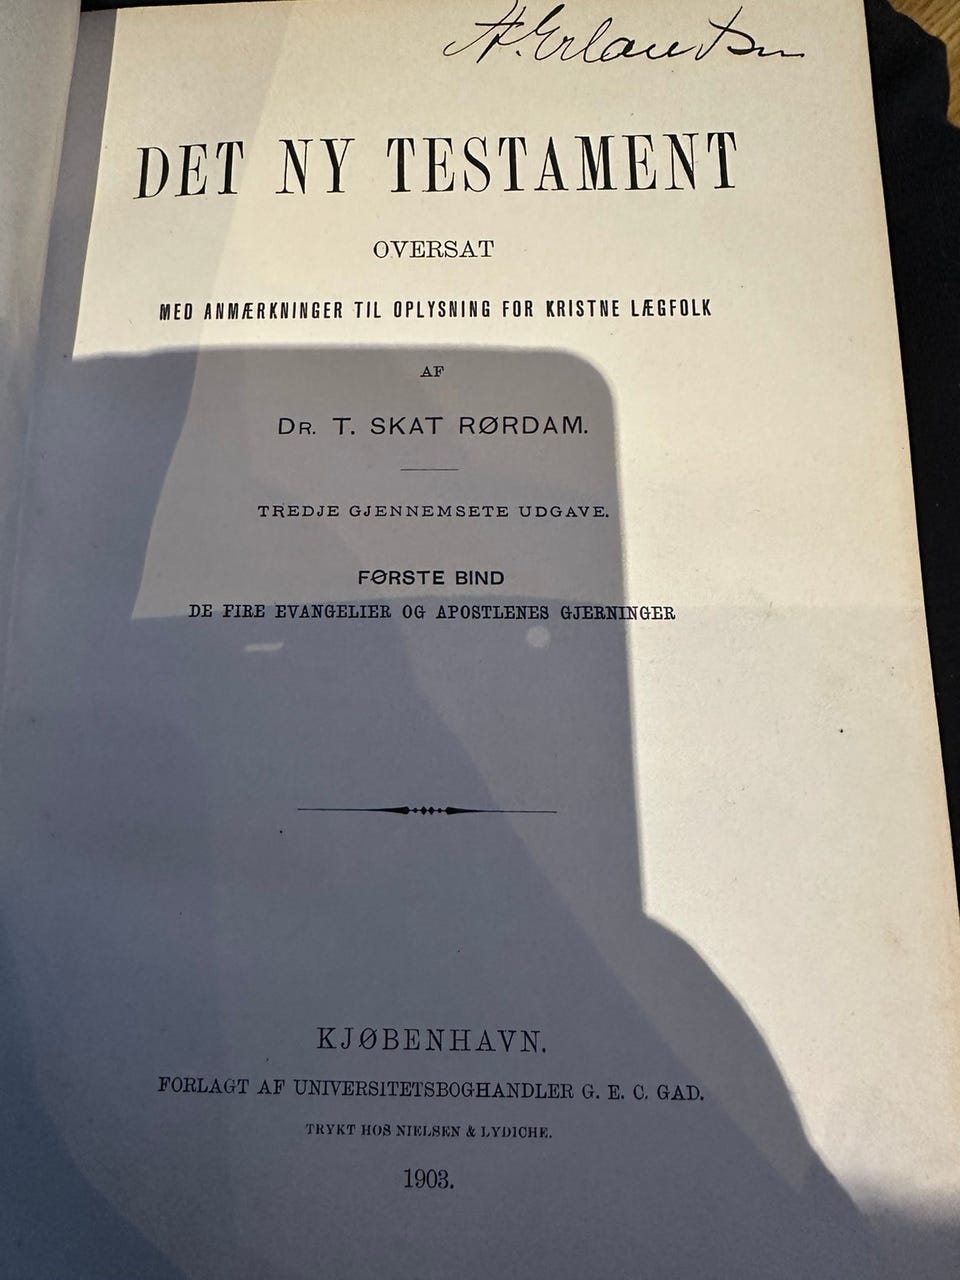 H. Erlandsen
DET NY TESTAMENT
OVERSAT
MED ANMÆRKNINGER TIL OPLYSNING FOR KRISTNE LÆGFOLK
AF
DR. T. SKAT RØRDAM.
TREDJE GJENNEMSETE UDGAVE.
FØRSTE BIND
DE FIRE EVANGELIER OG APOSTLENES GJERNINGER
KJØBENHAVN.
FORLAGT AF UNIVERSITETSBOGHANDLER G. E. C. GAD.
TRYKT HOS NIELSEN & LYDICHE.
1903.